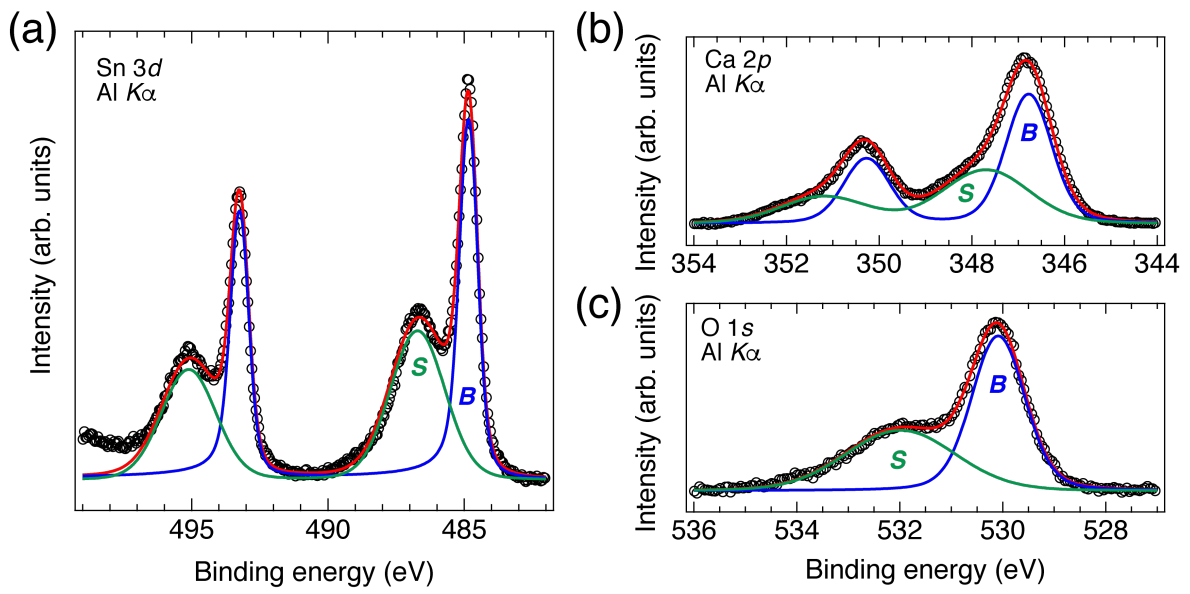 (a)
Sn 3d
Al Kα
S
B
Intensity (arb. units)
495
490
485
Binding energy (eV)
(b)
Ca 2p
Al Kα
B
S
Intensity (arb. units)
354
352
350
348
346
344
(c)
O 1s
Al Kα
B
S
Intensity (arb. units)
536
534
532
530
528
Binding energy (eV)